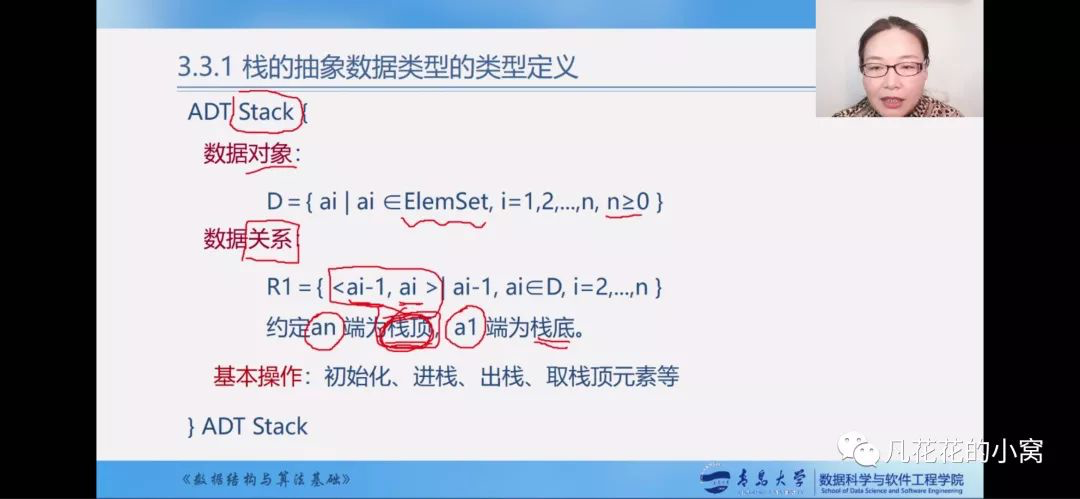 3.3.1 栈的抽象数据类型的类型定义
ADT Stack {
数据对象：
D = { ai | ai ∈ElemSet, i=1,2,...,n, n≥0 }
数据关系
R1 = { <ai-1, ai >| ai-1, ai∈D, i=2,...,n }
约定an 端为栈顶，a1 端为栈底。
基本操作：初始化、进栈、出栈、取栈顶元素等
} ADT Stack
凡花花的小窝
《数据结构与算法基础》
青岛大学
数据科学与软件工程学院
School of Data Science and Software Engineering